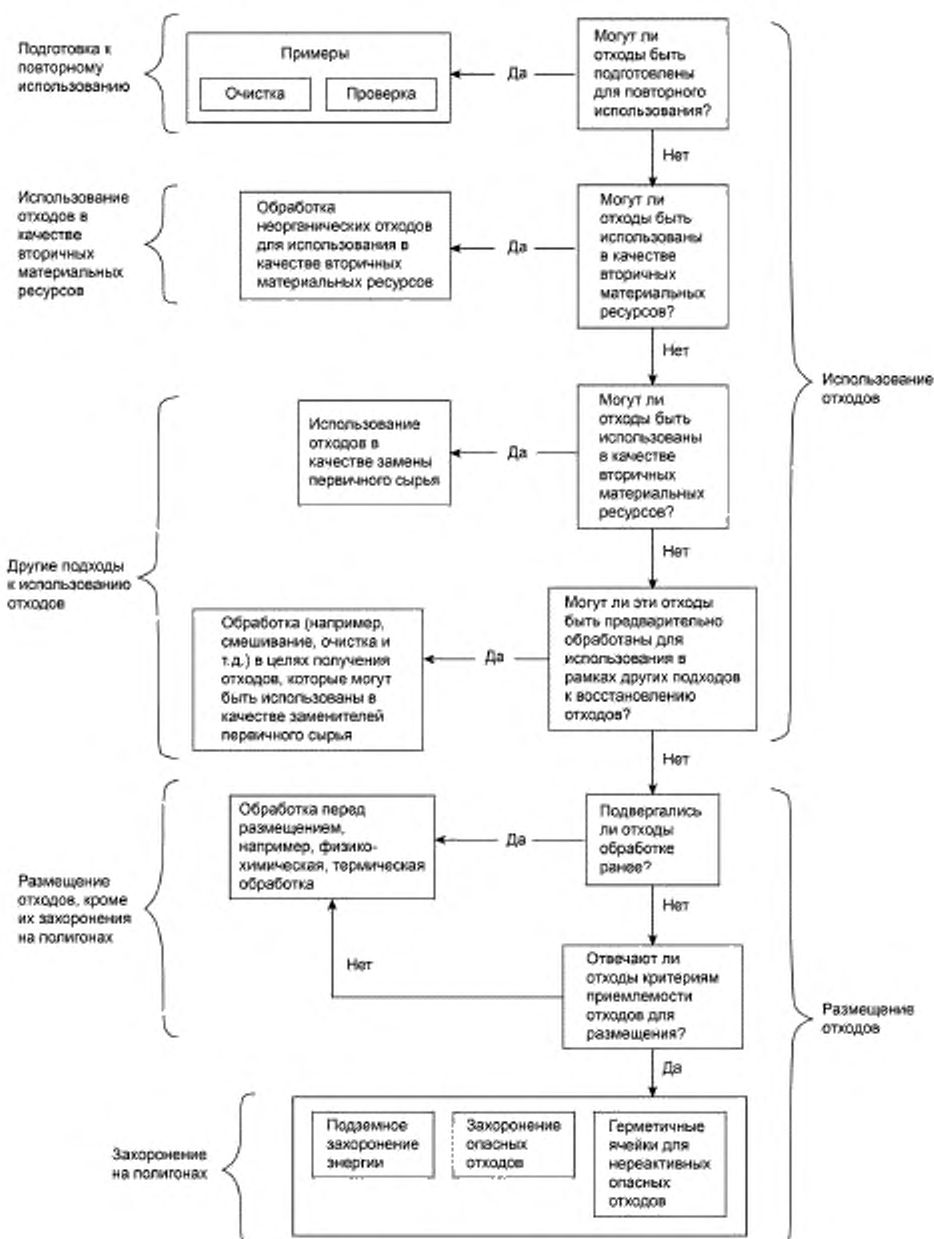 Подготовка к
повторному
использованию
Примеры
Очистка
Проверка
Да
Могут ли
отходы быть
подготовлены
для повторного
использования?
Нет
Использование
отходов в
качестве
вторичных
материальных
ресурсов
Обработка
неорганических отходов
для использования в
качестве вторичных
материальных ресурсов
Да
Могут ли
отходы быть
использованы
в качестве
вторичных
материальных
ресурсов?
Нет
Использование
отходов
Использование
отходов в
качестве замены
первичного сырья
Да
Могут ли
отходы быть
использованы
в качестве
вторичных
материальных
ресурсов?
Нет
Другие подходы
к использованию
отходов
Обработка (например,
смешивание, очистка и
т.д.) в целях получения
отходов, которые могут
быть использованы в
качестве заменителей
первичного сырья
Да
Могут ли эти отходы
быть предварительно
обработаны для
использования в
рамках других подходов
к восстановлению
отходов?
Нет
Обработка перед
размещением,
например, физико-
химическая, термическая
обработка
Да
Подвергались
ли отходы
обработке
ранее?
Нет
Размещение
отходов, кроме
их захоронения
на полигонах
Нет
Отвечают ли
отходы критериям
приемлемости
отходов для
размещения?
Да
Размещение
отходов
Захоронение
на полигонах
Подземное
захоронение
энергии
Захоронение
опасных
отходов
Герметичные
ячейки для
нереактивных
опасных
отходов